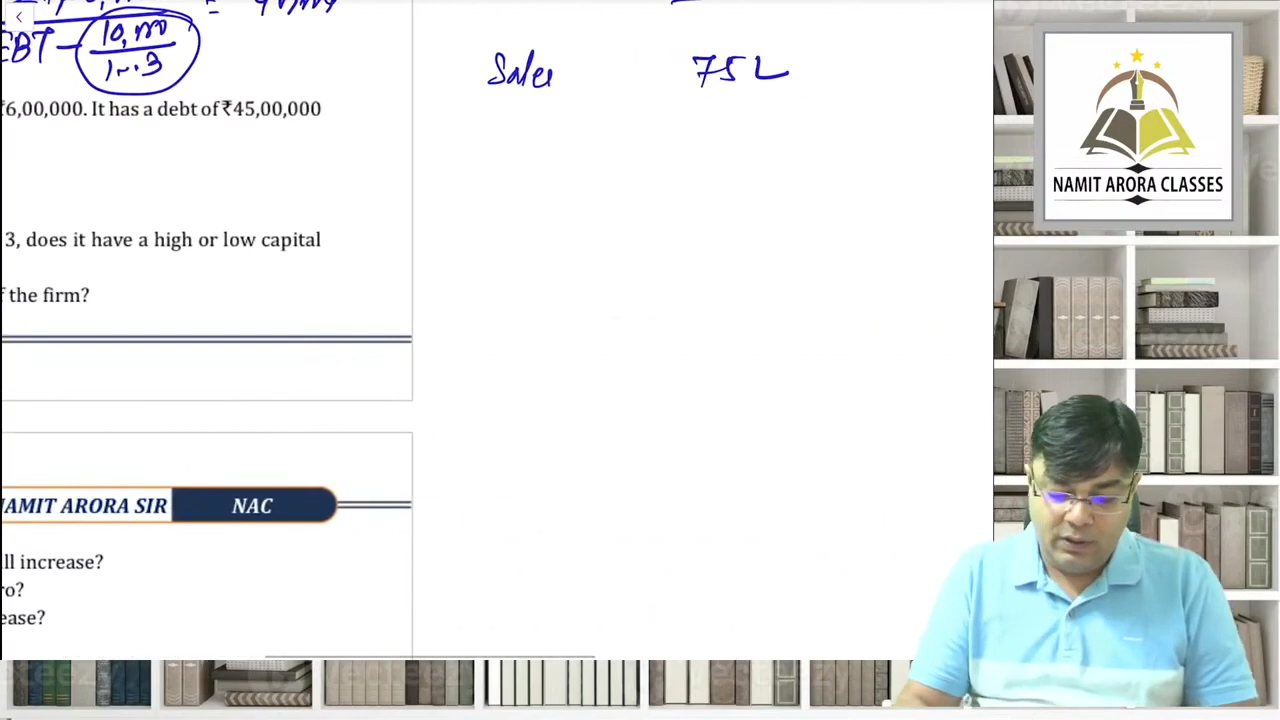 EBT - 10,000
1-.3
Sales 75 L
₹6,00,000. It has a debt of ₹45,00,000
3, does it have a high or low capital
f the firm?
NAMIT ARORA SIR NAC
ll increase?
ro?
ease?
NAMIT ARORA CLASSES